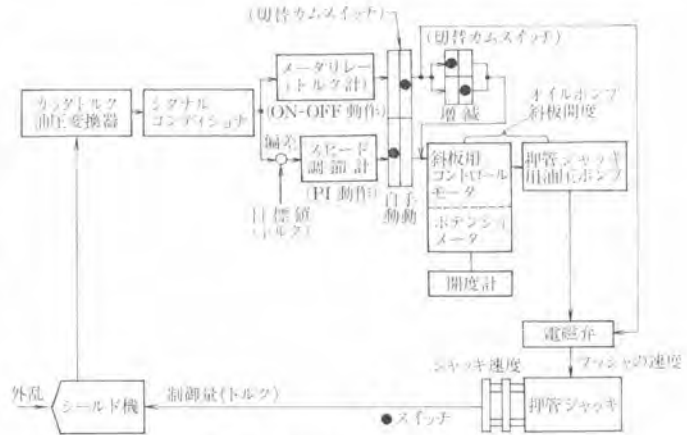 (切替カムスイッチ)
(切替カムスイッチ)
メータリレー
(トルク計)
(ON-OFF動作)
カッタトルク
油圧変換器
シグナル
コンディショナ
偏差
スピード
調節計
(PI動作)
目標値
(トルク)
自手
動動
増減
オイルポンプ
斜板開度
斜板用
コントロール
モータ
ポテンショ
メータ
押管ジャッキ
用油圧ポンプ
開度計
電磁弁
ジャッキ速度
プッシャの速度
外乱
シールド機
制御量(トルク)
押管ジャッキ
●スイッチ